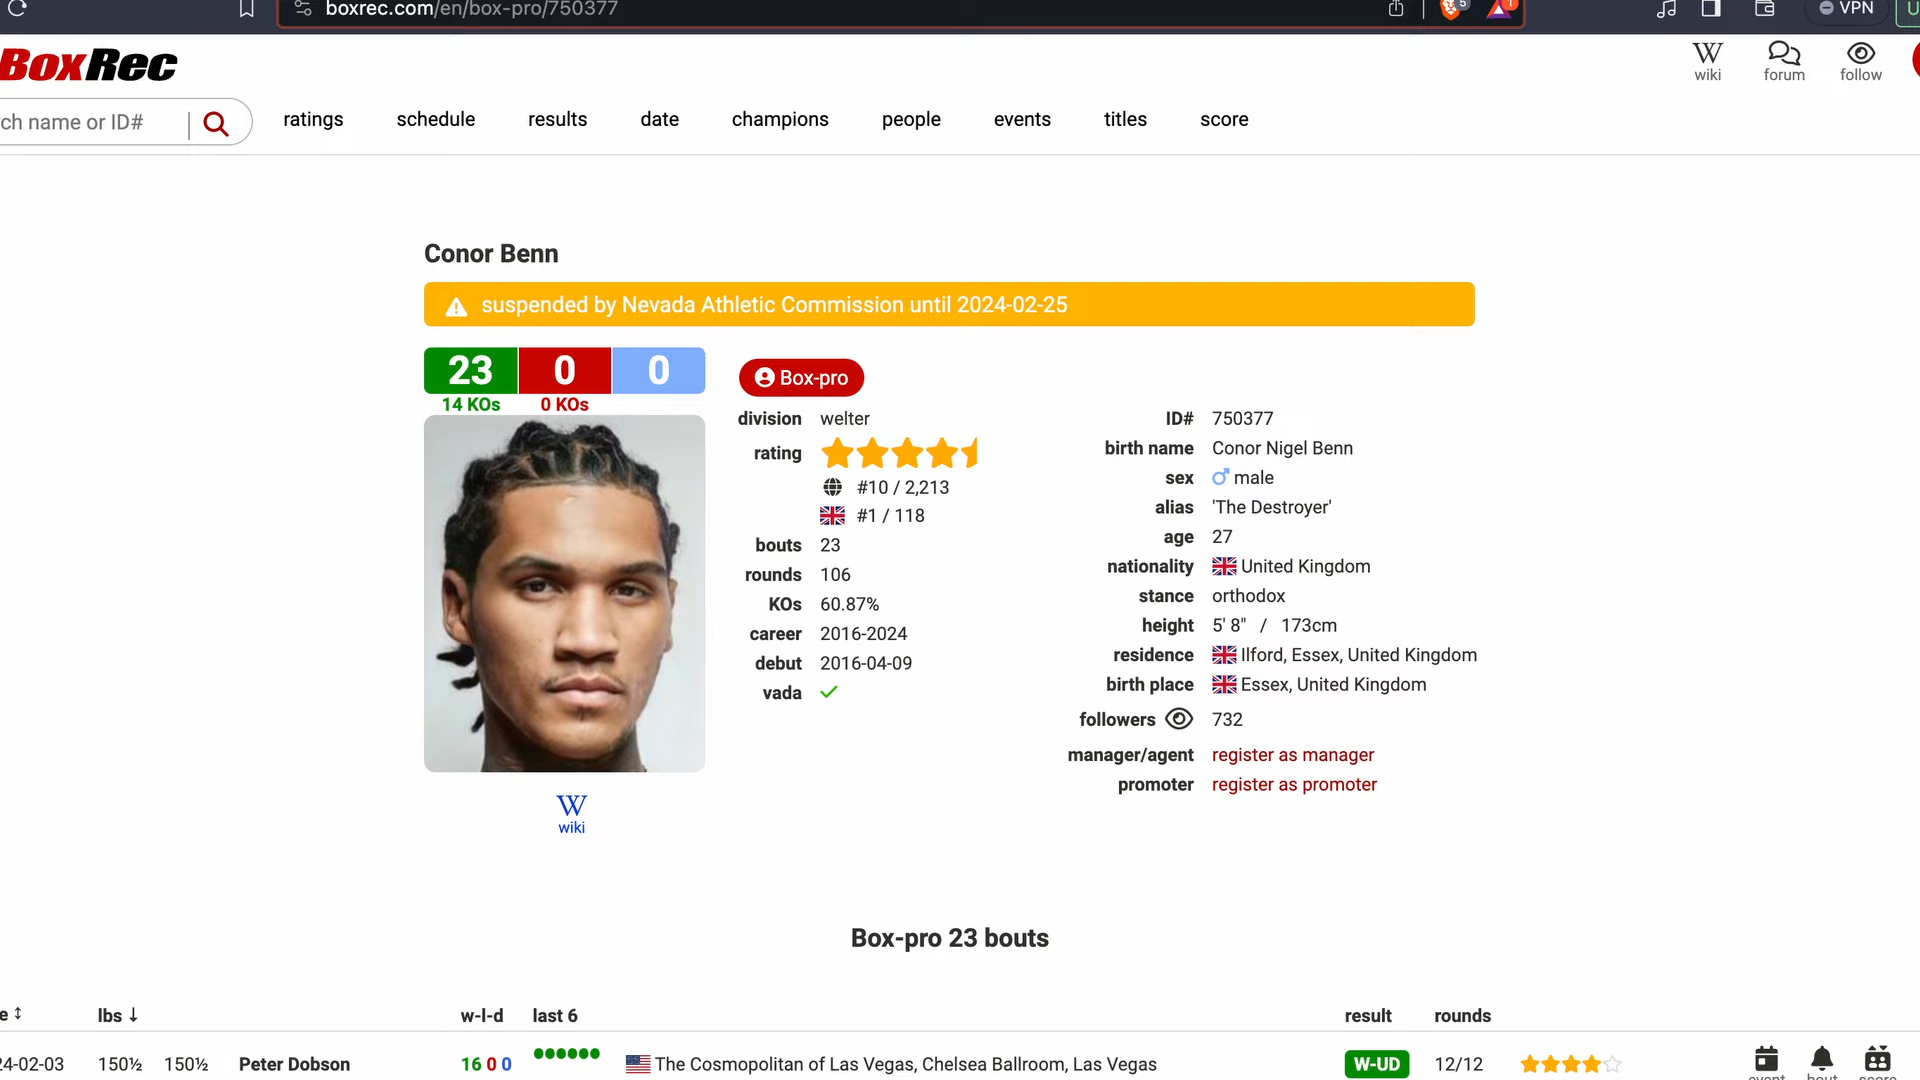 boxrec.com/en/box-pro/750377
5
1
VPN
U
BoxRec
wiki
forum
follow
ch name or ID#
ratings
schedule
results
date
champions
people
events
titles
score
Conor Benn
suspended by Nevada Athletic Commission until 2024-02-25
23 0 0
14 KOs 0 KOs
W
wiki
Box-pro
division welter
rating
#10 / 2,213
#1 / 118
bouts 23
rounds 106
KOs 60.87%
career 2016-2024
debut 2016-04-09
vada
ID# 750377
birth name Conor Nigel Benn
sex male
alias 'The Destroyer'
age 27
nationality United Kingdom
stance orthodox
height 5' 8" / 173cm
residence Ilford, Essex, United Kingdom
birth place Essex, United Kingdom
followers 732
manager/agent register as manager
promoter register as promoter
Box-pro 23 bouts
e lbs w-l-d last 6 result rounds
24-02-03 150½ 150½ Peter Dobson 16 0 0 The Cosmopolitan of Las Vegas, Chelsea Ballroom, Las Vegas W-UD 12/12